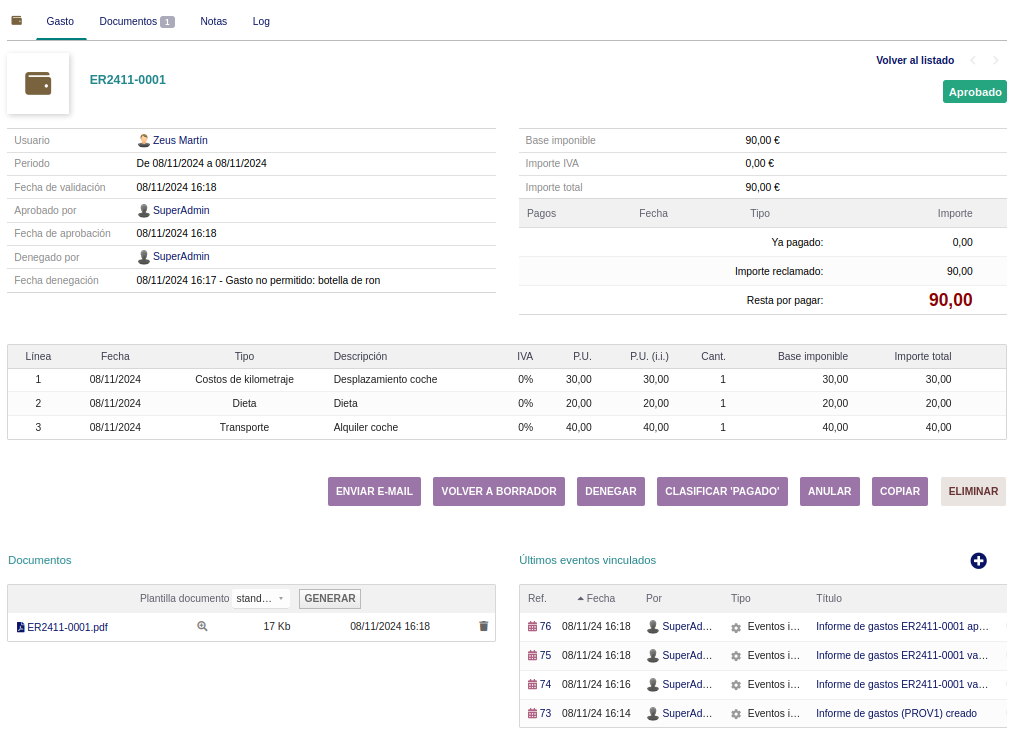 Gasto Documentos 1 Notas Log
Volver al listado
ER2411-0001
Aprobado
Usuario Zeus Martín
Periodo De 08/11/2024 a 08/11/2024
Fecha de validación 08/11/2024 16:18
Aprobado por SuperAdmin
Fecha de aprobación 08/11/2024 16:18
Denegado por SuperAdmin
Fecha denegación 08/11/2024 16:17 - Gasto no permitido: botella de ron
Base imponible 90,00 €
Importe IVA 0,00 €
Importe total 90,00 €
Pagos Fecha Tipo Importe
Ya pagado: 0,00
Importe reclamado: 90,00
Resta por pagar: 90,00
Línea Fecha Tipo Descripción IVA P.U. P.U. (i.i.) Cant. Base imponible Importe total
1 08/11/2024 Costos de kilometraje Desplazamiento coche 0% 30,00 30,00 1 30,00 30,00
2 08/11/2024 Dieta Dieta 0% 20,00 20,00 1 20,00 20,00
3 08/11/2024 Transporte Alquiler coche 0% 40,00 40,00 1 40,00 40,00
ENVIAR E-MAIL VOLVER A BORRADOR DENEGAR CLASIFICAR 'PAGADO' ANULAR COPIAR ELIMINAR
Documentos
Plantilla documento stand... GENERAR
ER2411-0001.pdf 17 Kb 08/11/2024 16:18
Últimos eventos vinculados
Ref. Fecha Por Tipo Título
76 08/11/24 16:18 SuperAd... Eventos i... Informe de gastos ER2411-0001 ap...
75 08/11/24 16:18 SuperAd... Eventos i... Informe de gastos ER2411-0001 va...
74 08/11/24 16:16 SuperAd... Eventos i... Informe de gastos ER2411-0001 va...
73 08/11/24 16:14 SuperAd... Eventos i... Informe de gastos (PROV1) creado